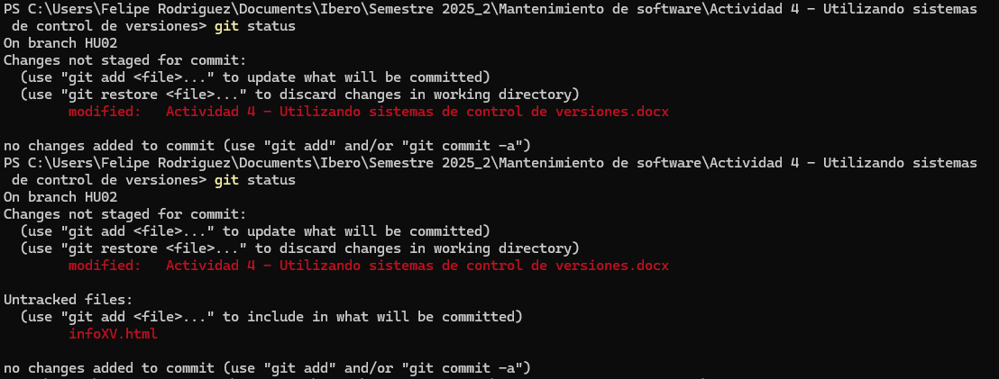 PS C:\Users\Felipe Rodriguez\Documents\Ibero\Semestre 2025_2\Mantenimiento de software\Actividad 4 - Utilizando sistemas
 de control de versiones> git status
On branch HU02
Changes not staged for commit:
  (use "git add <file>..." to update what will be committed)
  (use "git restore <file>..." to discard changes in working directory)
        modified:   Actividad 4 - Utilizando sistemas de control de versiones.docx

no changes added to commit (use "git add" and/or "git commit -a")
PS C:\Users\Felipe Rodriguez\Documents\Ibero\Semestre 2025_2\Mantenimiento de software\Actividad 4 - Utilizando sistemas
 de control de versiones> git status
On branch HU02
Changes not staged for commit:
  (use "git add <file>..." to update what will be committed)
  (use "git restore <file>..." to discard changes in working directory)
        modified:   Actividad 4 - Utilizando sistemas de control de versiones.docx

Untracked files:
  (use "git add <file>..." to include in what will be committed)
        infoXV.html

no changes added to commit (use "git add" and/or "git commit -a")